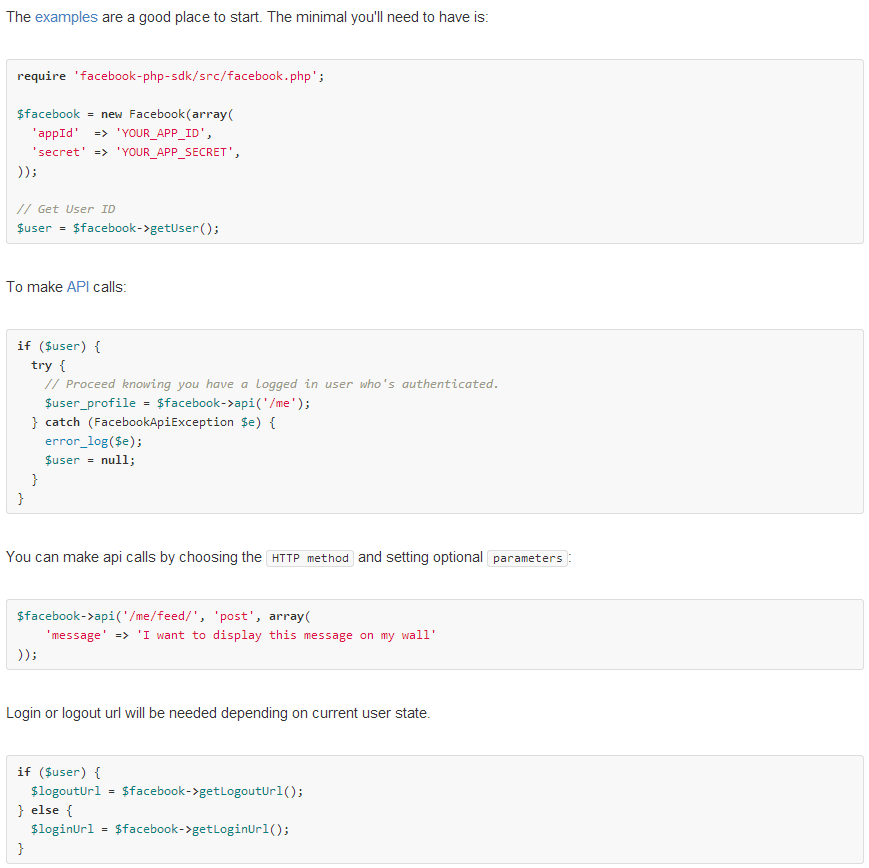 The examples are a good place to start. The minimal you'll need to have is:
require 'facebook-php-sdk/src/facebook.php';
$facebook = new Facebook(array(
  'appId'  => 'YOUR_APP_ID',
  'secret' => 'YOUR_APP_SECRET',
));
// Get User ID
$user = $facebook->getUser();
To make API calls:
if ($user) {
  try {
    // Proceed knowing you have a logged in user who's authenticated.
    $user_profile = $facebook->api('/me');
  } catch (FacebookApiException $e) {
    error_log($e);
    $user = null;
  }
}
You can make api calls by choosing the HTTP method and setting optional parameters:
$facebook->api('/me/feed/', 'post', array(
    'message' => 'I want to display this message on my wall'
));
Login or logout url will be needed depending on current user state.
if ($user) {
  $logoutUrl = $facebook->getLogoutUrl();
} else {
  $loginUrl = $facebook->getLoginUrl();
}